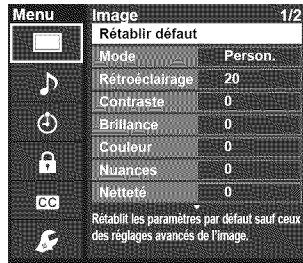 Menu
Image 1/2
Rétablir défaut
Mode Person.
Rétroéclairage 20
Contraste 0
Brillance 0
Couleur 0
Nuances 0
Netteté 0
CC
Rétablit les paramètres par défaut sauf ceux
des réglages avancés de l'image.